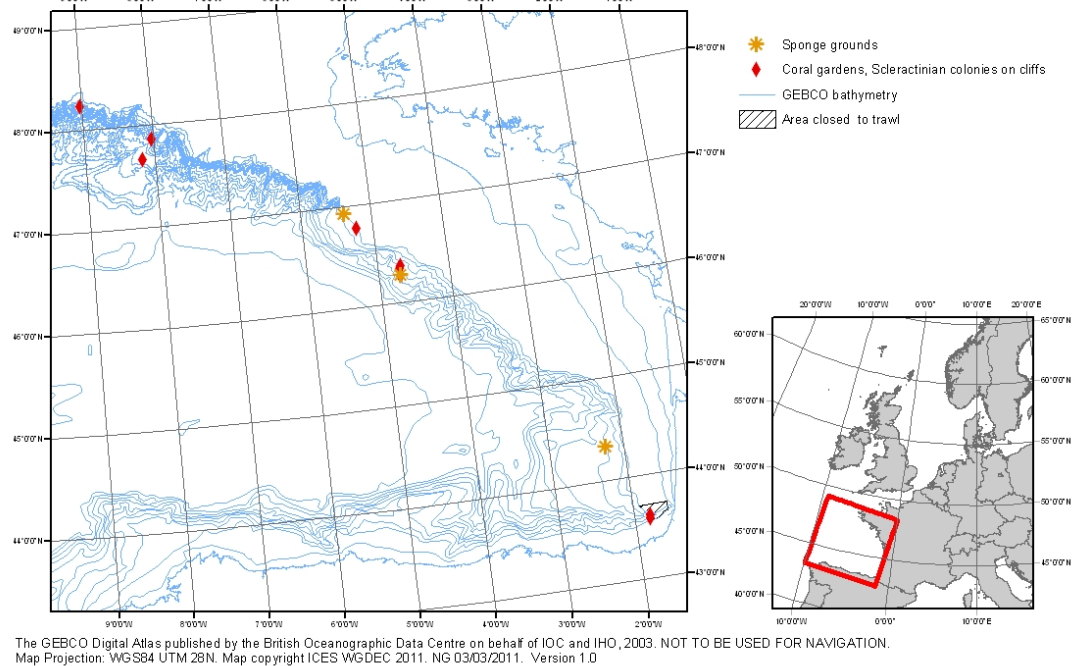 49°0'0"N
48°0'0"N
47°0'0"N
46°0'0"N
45°0'0"N
44°0'0"N
48°0'0"N
47°0'0"N
46°0'0"N
45°0'0"N
44°0'0"N
43°0'0"N
9°0'0"W 8°0'0"W 7°0'0"W 6°0'0"W 5°0'0"W 4°0'0"W 3°0'0"W 2°0'0"W
Sponge grounds
Coral gardens, Scleractinian colonies on cliffs
GEBCO bathymetry
Area closed to trawl
20°0'0"W 10°0'0"W 0°0'0" 10°0'0"E 20°0'0"E
60°0'0"N
55°0'0"N
50°0'0"N
45°0'0"N
40°0'0"N
65°0'0"N
60°0'0"N
55°0'0"N
50°0'0"N
45°0'0"N
10°0'0"W 0°0'0" 10°0'0"E
The GEBCO Digital Atlas published by the British Oceanographic Data Centre on behalf of IOC and IHO, 2003. NOT TO BE USED FOR NAVIGATION.
Map Projection: WGS84 UTM 28N. Map copyright ICES WGDEC 2011. NG 03/03/2011. Version 1.0